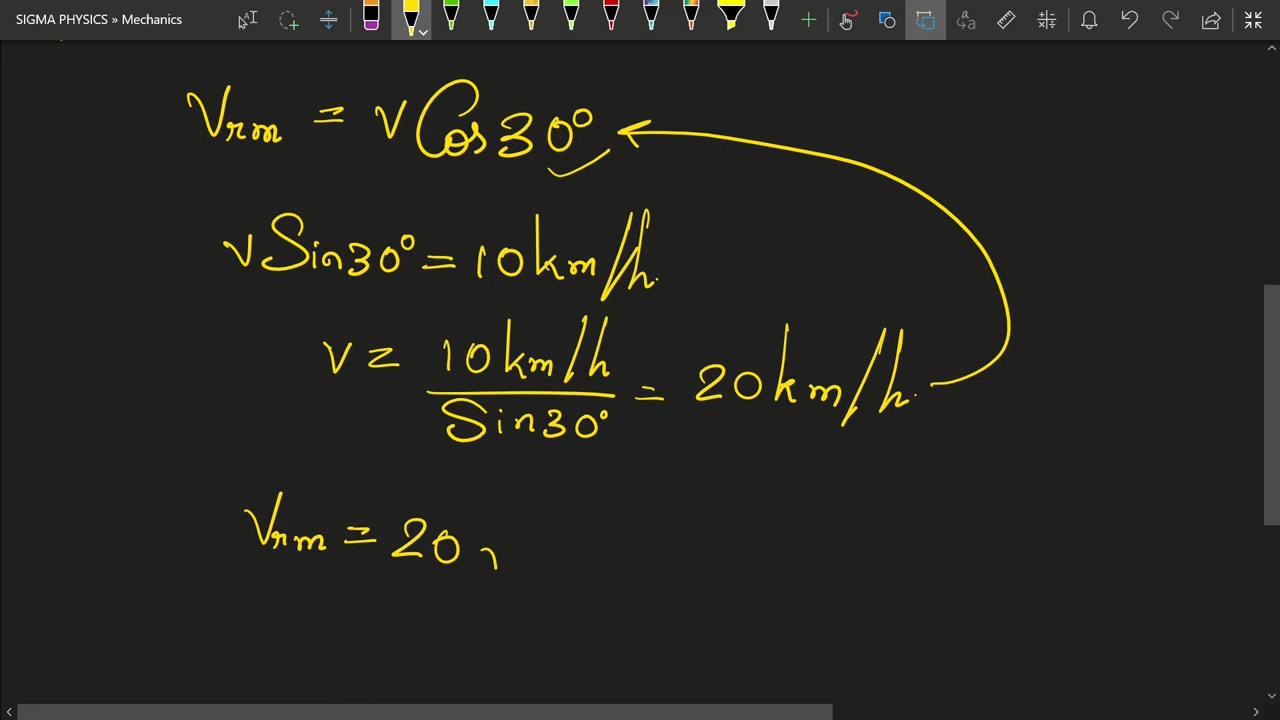 SIGMA PHYSICS » Mechanics
Vrm = v Cos30°
v Sin30° = 10km/h.
v = 10km/h / Sin30° = 20km/h.
Vrm = 20